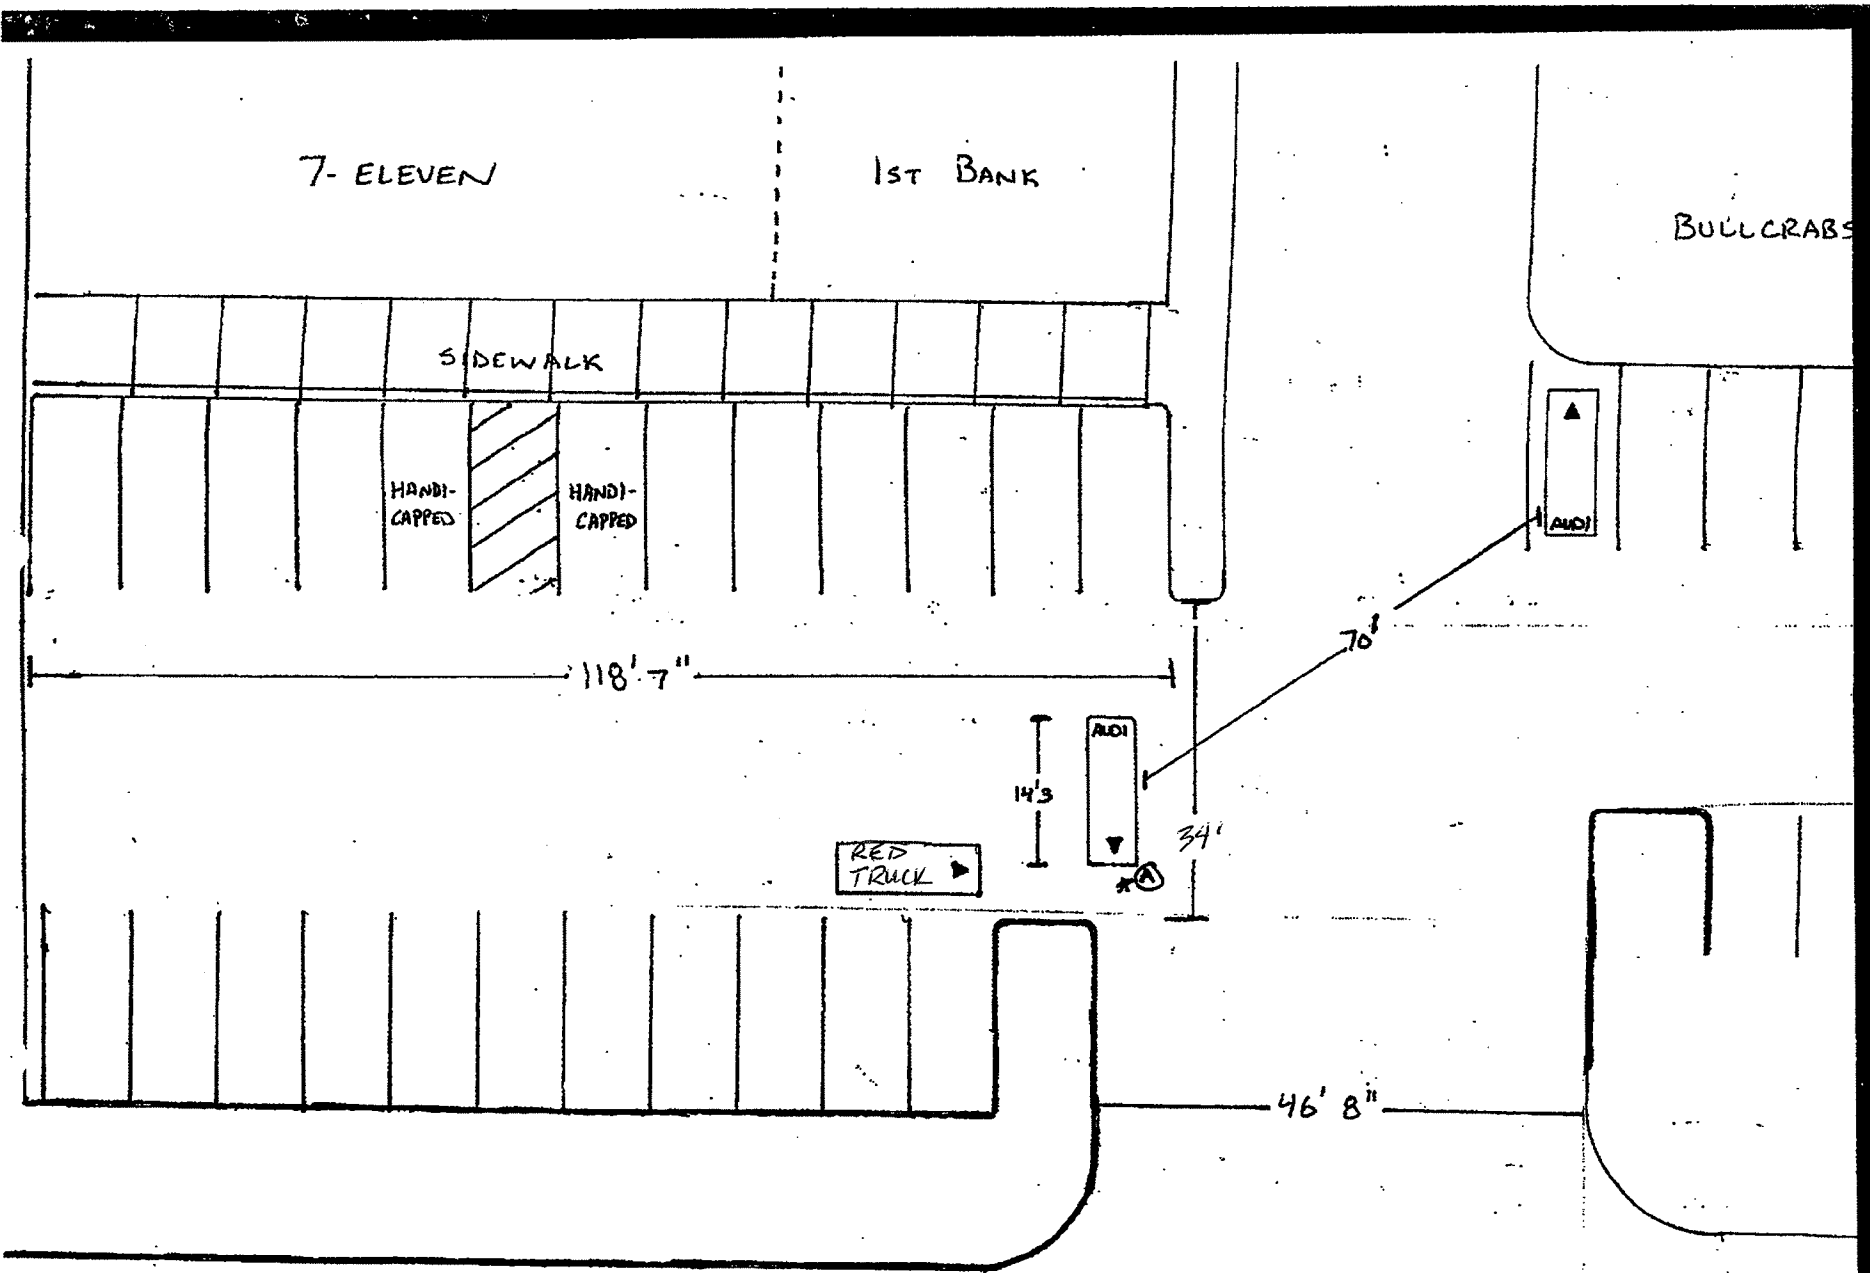 7-ELEVEN
1ST BANK
BULLCRABS
SIDEWALK
HANDI-
CAPPED
HANDI-
CAPPED
AUDI
70'
118' 7"
AUDI
14'3
34'
RED
TRUCK
A
46' 8"